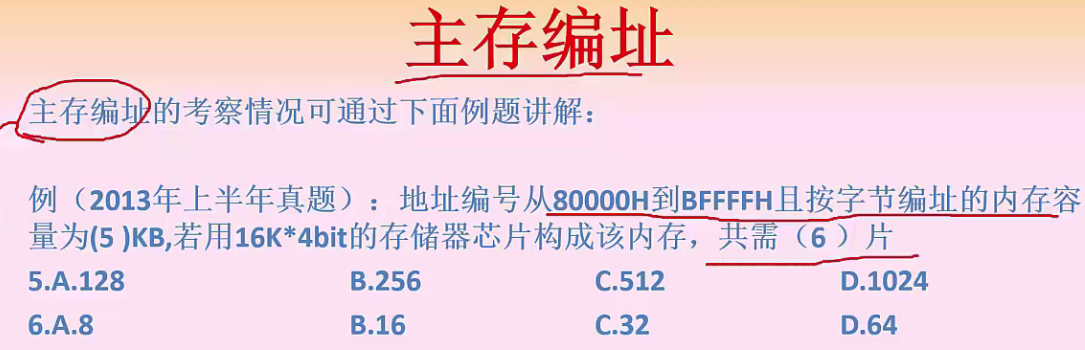 主存编址
主存编址的考察情况可通过下面例题讲解：
例（2013年上半年真题）：地址编号从80000H到BFFFFH且按字节编址的内存容
量为(5 )KB,若用16K*4bit的存储器芯片构成该内存，共需（6 ）片
5.A.128 B.256 C.512 D.1024
6.A.8 B.16 C.32 D.64